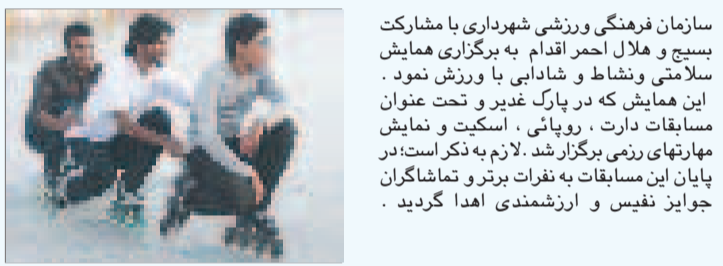 سازمان فرهنگی ورزشی شهرداری با مشارکت
بسیج و هلال احمر اقدام به برگزاری همایش
سلامتی ونشاط و شادابی با ورزش نمود .
این همایش که در پارک غدیر و تحت عنوان
مسابقات دارت ، روپائی ، اسکیت و نمایش
مهارتهای رزمی برگزار شد .لازم به ذکر است؛در
پایان این مسابقات به نفرات برتر و تماشاگران
جوایز نفیس و ارزشمندی اهدا گردید .